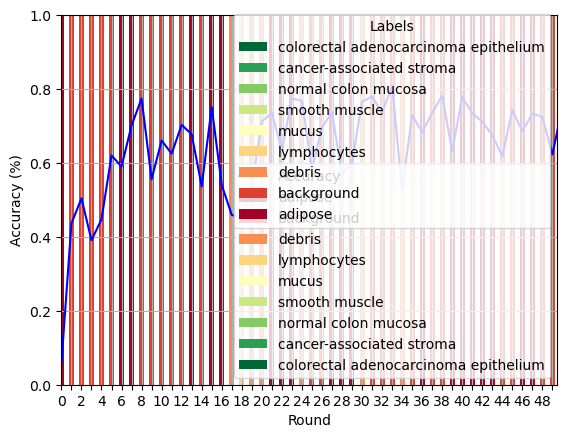 1.0
0.8
0.6
0.4
0.2
0.0
Accuracy (%)
Labels
colorectal adenocarcinoma epithelium
cancer-associated stroma
normal colon mucosa
smooth muscle
mucus
lymphocytes
debris
background
adipose
Accuracy
adipose
background
debris
lymphocytes
mucus
smooth muscle
normal colon mucosa
cancer-associated stroma
colorectal adenocarcinoma epithelium
0 2 4 6 8 10 12 14 16 18 20 22 24 26 28 30 32 34 36 38 40 42 44 46 48
Round